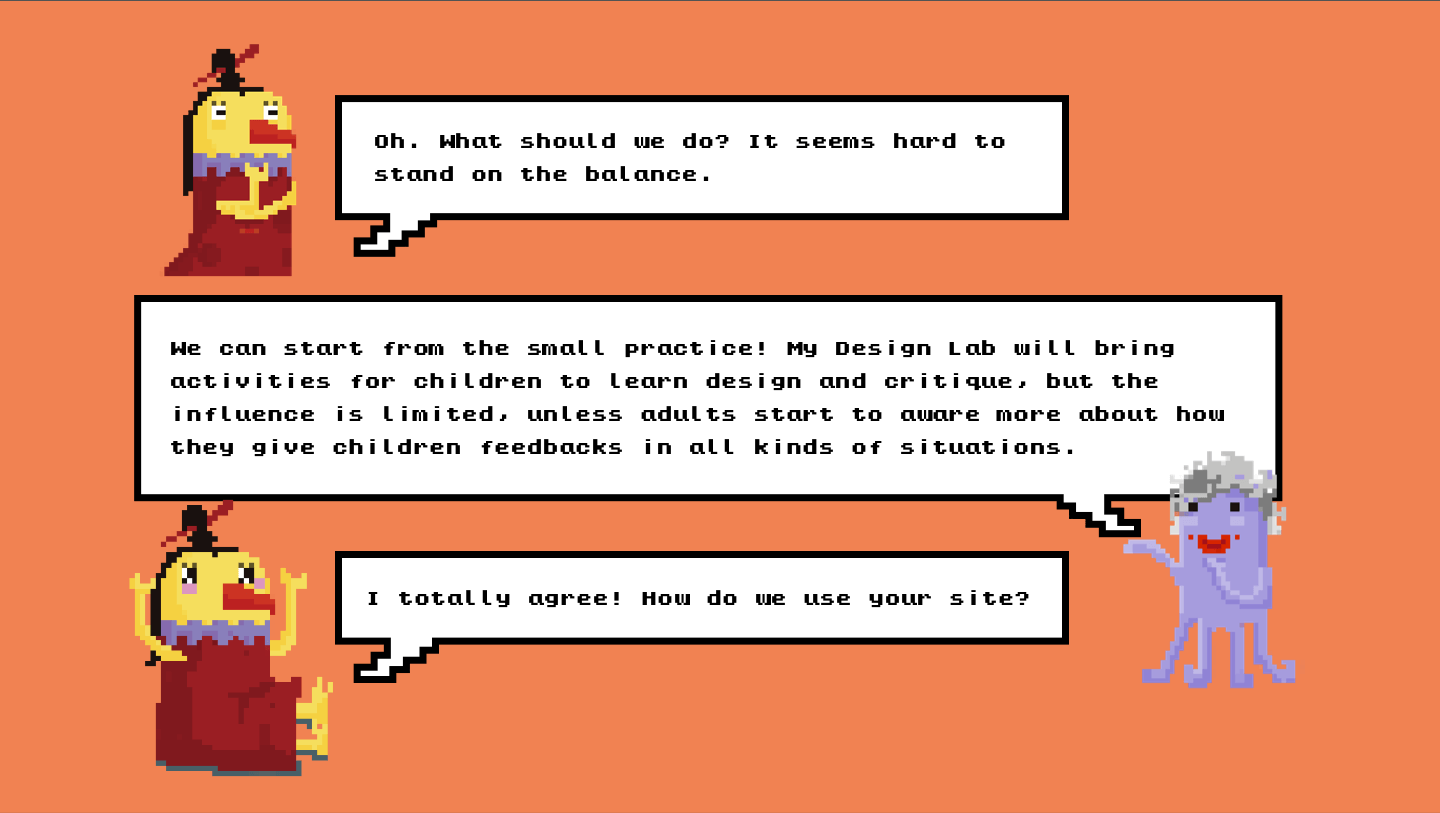 Oh. What should we do? It seems hard to
stand on the balance.
We can start from the small practice! My Design Lab will bring
activities for children to learn design and critique, but the
influence is limited, unless adults start to aware more about how
they give children feedbacks in all kinds of situations.
I totally agree! How do we use your site?